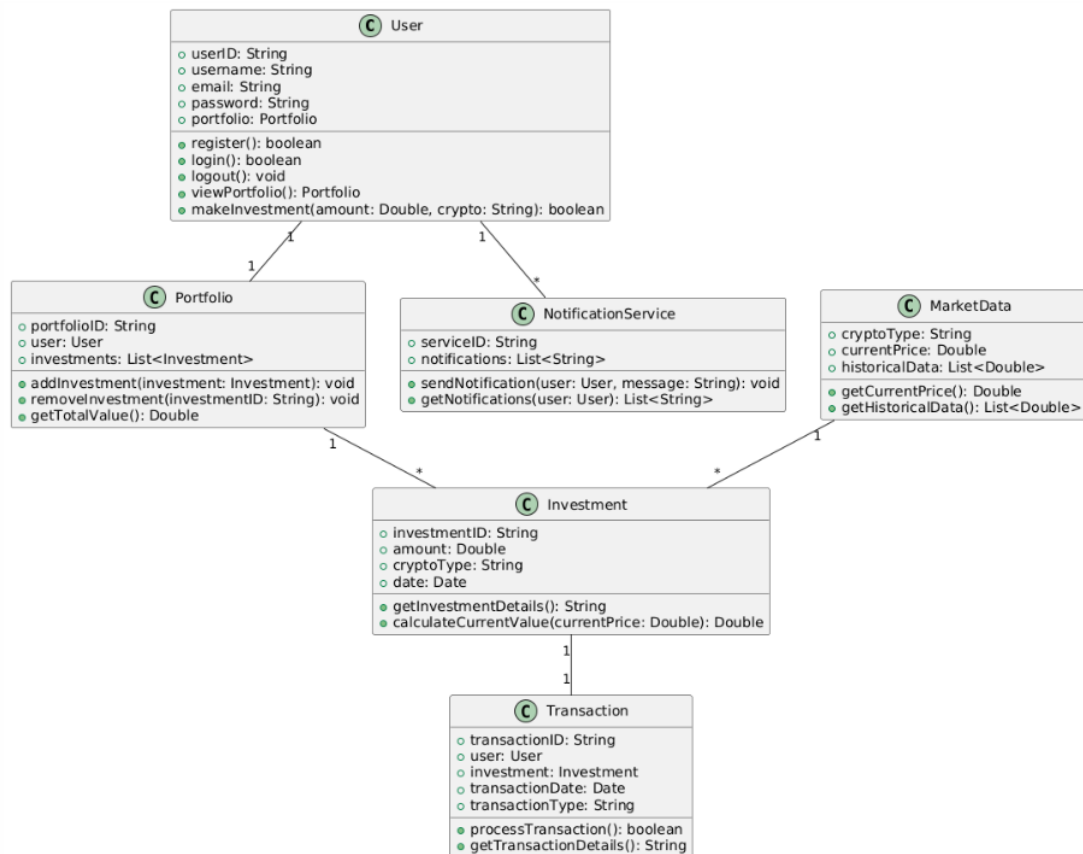 C User
userID: String
username: String
email: String
password: String
portfolio: Portfolio
register(): boolean
login(): boolean
logout(): void
viewPortfolio(): Portfolio
makeInvestment(amount: Double, crypto: String): boolean
1
1
1
*
C Portfolio
portfolioID: String
user: User
investments: List<Investment>
addInvestment(investment: Investment): void
removeInvestment(investmentID: String): void
getTotalValue(): Double
C NotificationService
serviceID: String
notifications: List<String>
sendNotification(user: User, message: String): void
getNotifications(user: User): List<String>
C MarketData
cryptoType: String
currentPrice: Double
historicalData: List<Double>
getCurrentPrice(): Double
getHistoricalData(): List<Double>
1
*
1
*
C Investment
investmentID: String
amount: Double
cryptoType: String
date: Date
getInvestmentDetails(): String
calculateCurrentValue(currentPrice: Double): Double
1
1
C Transaction
transactionID: String
user: User
investment: Investment
transactionDate: Date
transactionType: String
processTransaction(): boolean
getTransactionDetails(): String